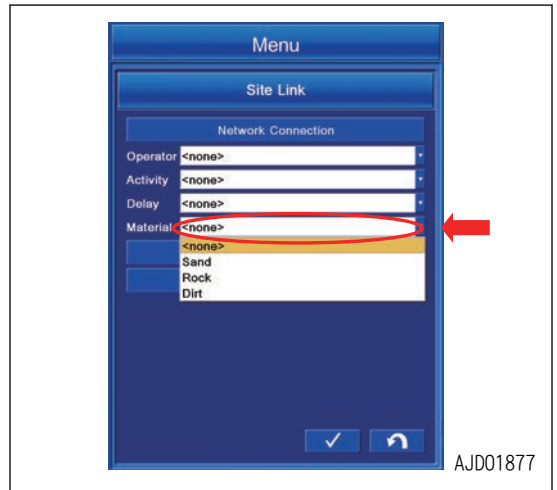 Menu
Site Link
Network Connection
Operator <none>
Activity <none>
Delay <none>
Material <none>
<none>
Sand
Rock
Dirt
AJD01877